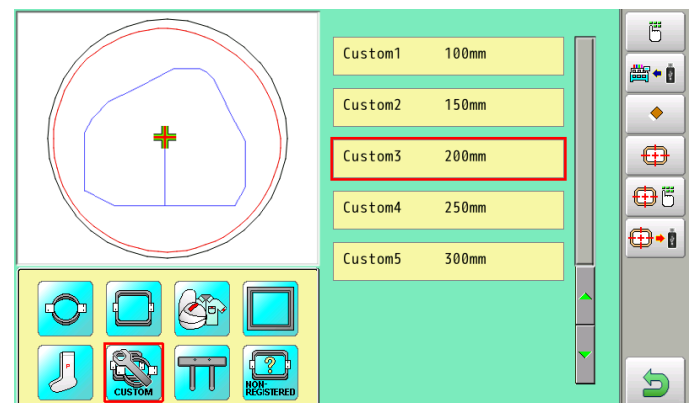 Custom1 100mm
Custom2 150mm
Custom3 200mm
Custom4 250mm
Custom5 300mm
P
CUSTOM
?
NON-
REGISTERED